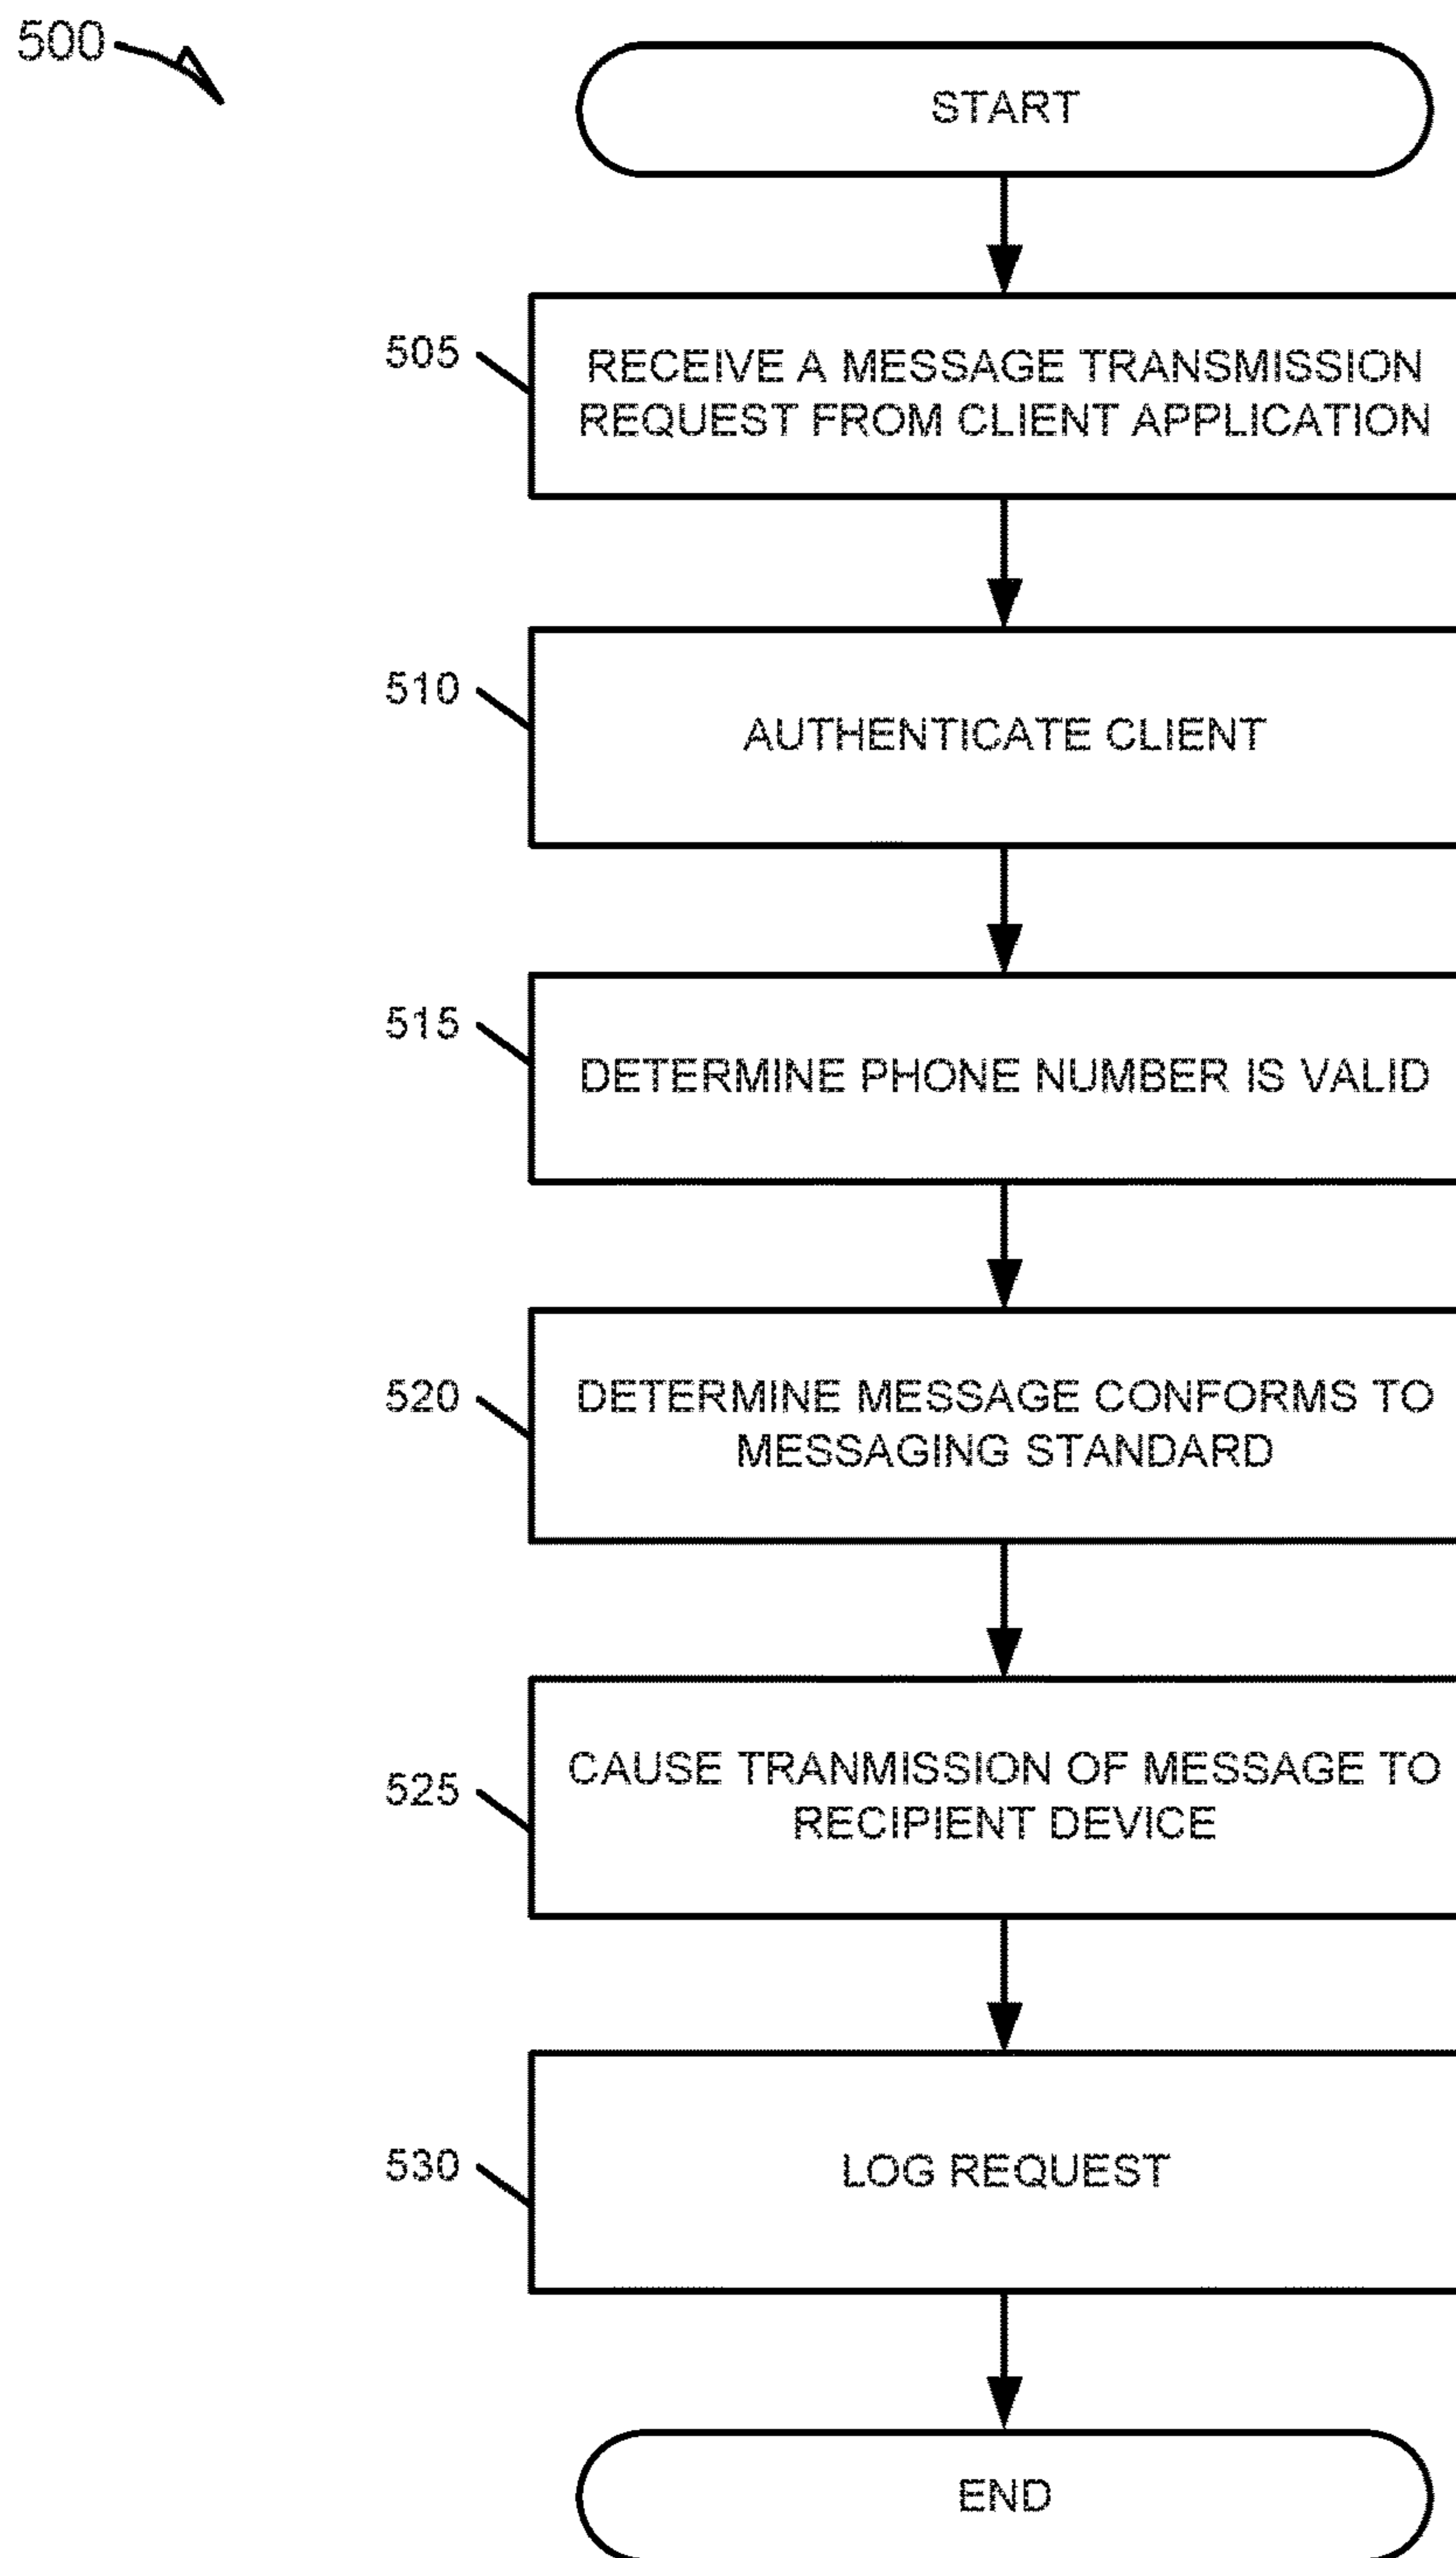 500
START
505
RECEIVE A MESSAGE TRANSMISSION
REQUEST FROM CLIENT APPLICATION
510
AUTHENTICATE CLIENT
515
DETERMINE PHONE NUMBER IS VALID
520
DETERMINE MESSAGE CONFORMS TO
MESSAGING STANDARD
525
CAUSE TRANMISSION OF MESSAGE TO
RECIPIENT DEVICE
530
LOG REQUEST
END